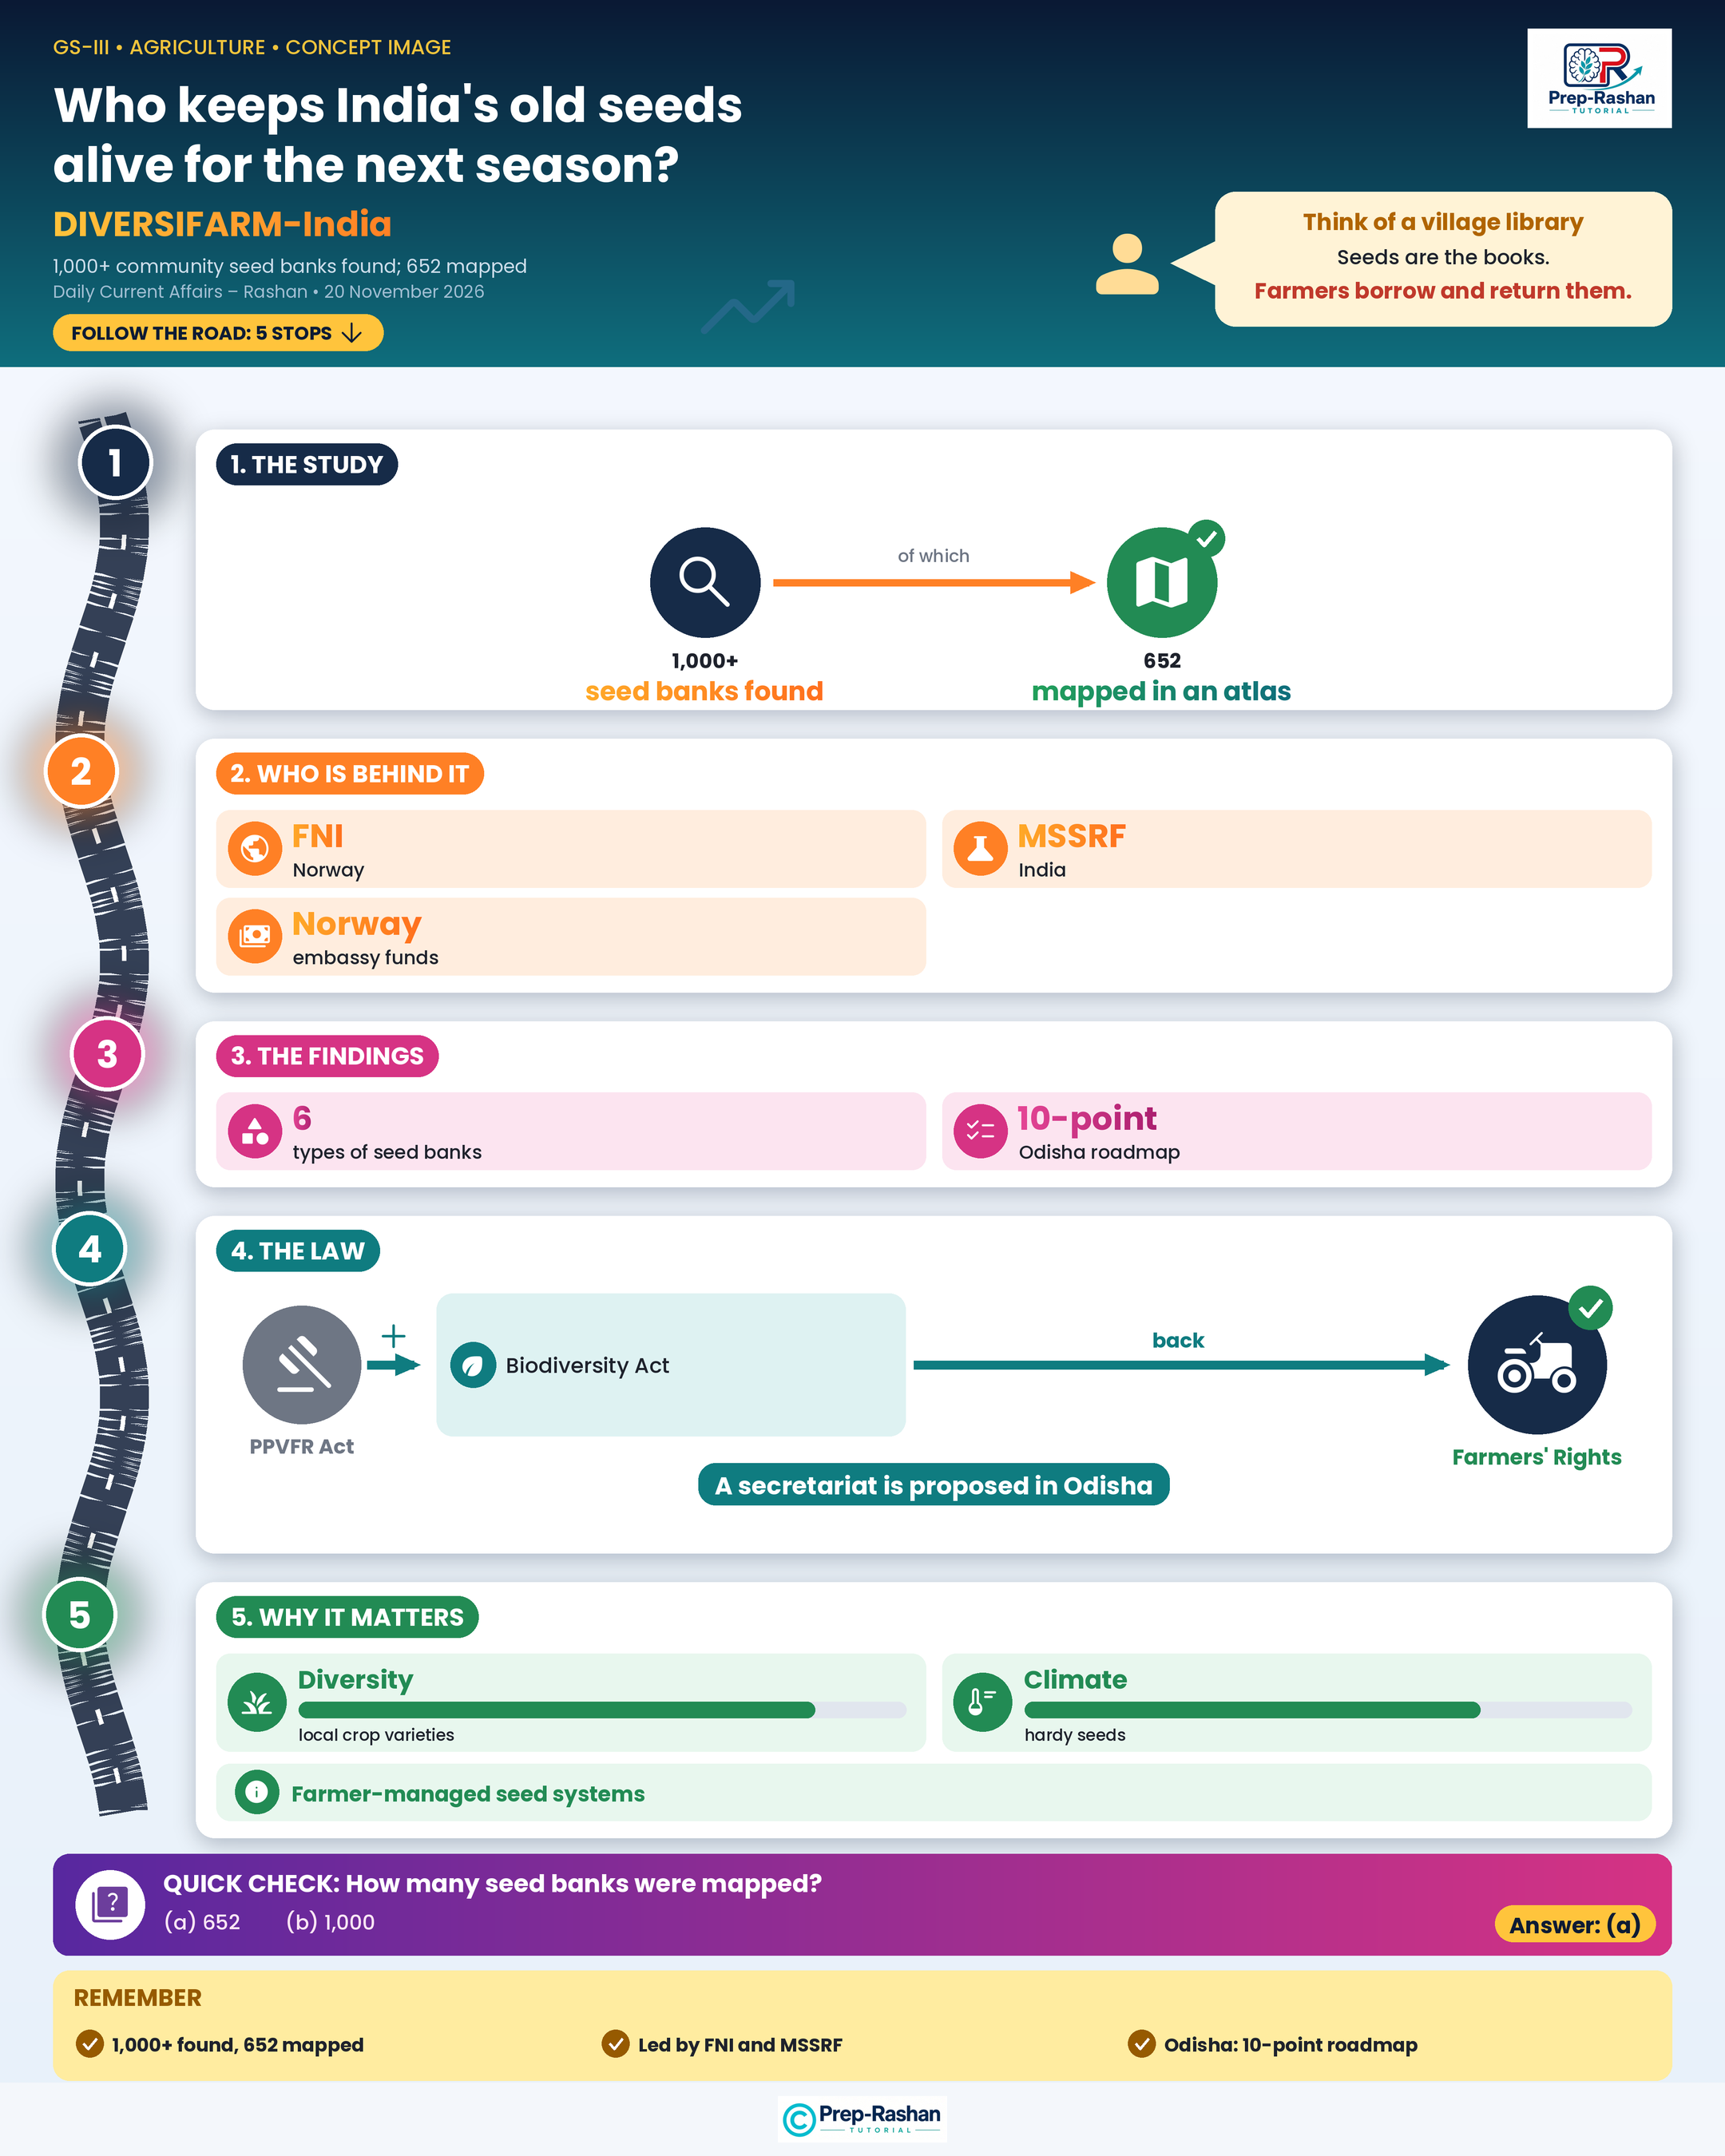 GS-III • AGRICULTURE • CONCEPT IMAGE
Who keeps India's old seeds
alive for the next season?
DIVERSIFARM-India
1,000+ community seed banks found; 652 mapped
Daily Current Affairs – Rashan • 20 November 2026
FOLLOW THE ROAD: 5 STOPS
PR
Prep-Rashan
TUTORIAL
Think of a village library
Seeds are the books.
Farmers borrow and return them.
1
1. THE STUDY
of which
1,000+
seed banks found
652
mapped in an atlas
2
2. WHO IS BEHIND IT
FNI
Norway
MSSRF
India
Norway
embassy funds
3
3. THE FINDINGS
6
types of seed banks
10-point
Odisha roadmap
4
4. THE LAW
+
Biodiversity Act
back
PPVFR Act
Farmers' Rights
A secretariat is proposed in Odisha
5
5. WHY IT MATTERS
Diversity
local crop varieties
Climate
hardy seeds
Farmer-managed seed systems
QUICK CHECK: How many seed banks were mapped?
(a) 652 (b) 1,000
Answer: (a)
REMEMBER
1,000+ found, 652 mapped
Led by FNI and MSSRF
Odisha: 10-point roadmap
© Prep-Rashan
TUTORIAL